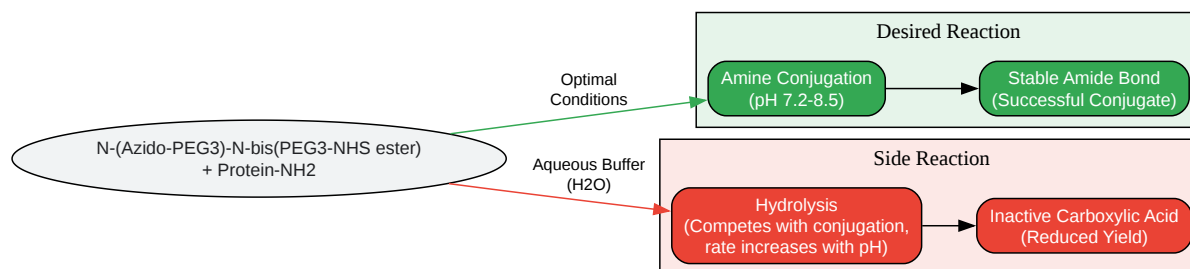 Desired Reaction
Amine Conjugation
(pH 7.2-8.5)
Stable Amide Bond
(Successful Conjugate)
Optimal
Conditions
N-(Azido-PEG3)-N-bis(PEG3-NHS ester)
+ Protein-NH2
Aqueous Buffer
(H2O)
Side Reaction
Hydrolysis
(Competes with conjugation,
rate increases with pH)
Inactive Carboxylic Acid
(Reduced Yield)